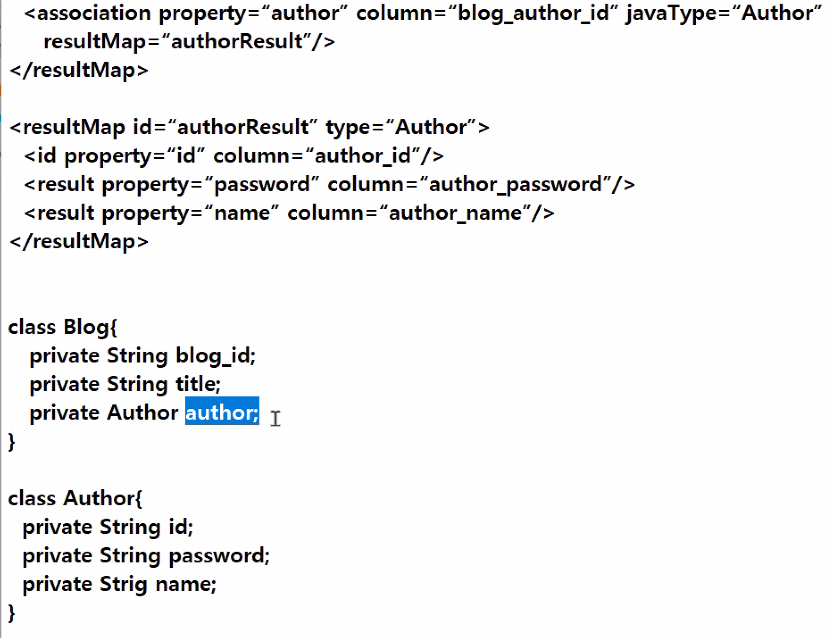 <association property=“author” column=“blog_author_id” javaType=“Author”
resultMap=“authorResult”/>
</resultMap>
<resultMap id=“authorResult” type=“Author”>
<id property=“id” column=“author_id”/>
<result property=“password” column=“author_password”/>
<result property=“name” column=“author_name”/>
</resultMap>
class Blog{
private String blog_id;
private String title;
private Author author;
}
class Author{
private String id;
private String password;
private Strig name;
}